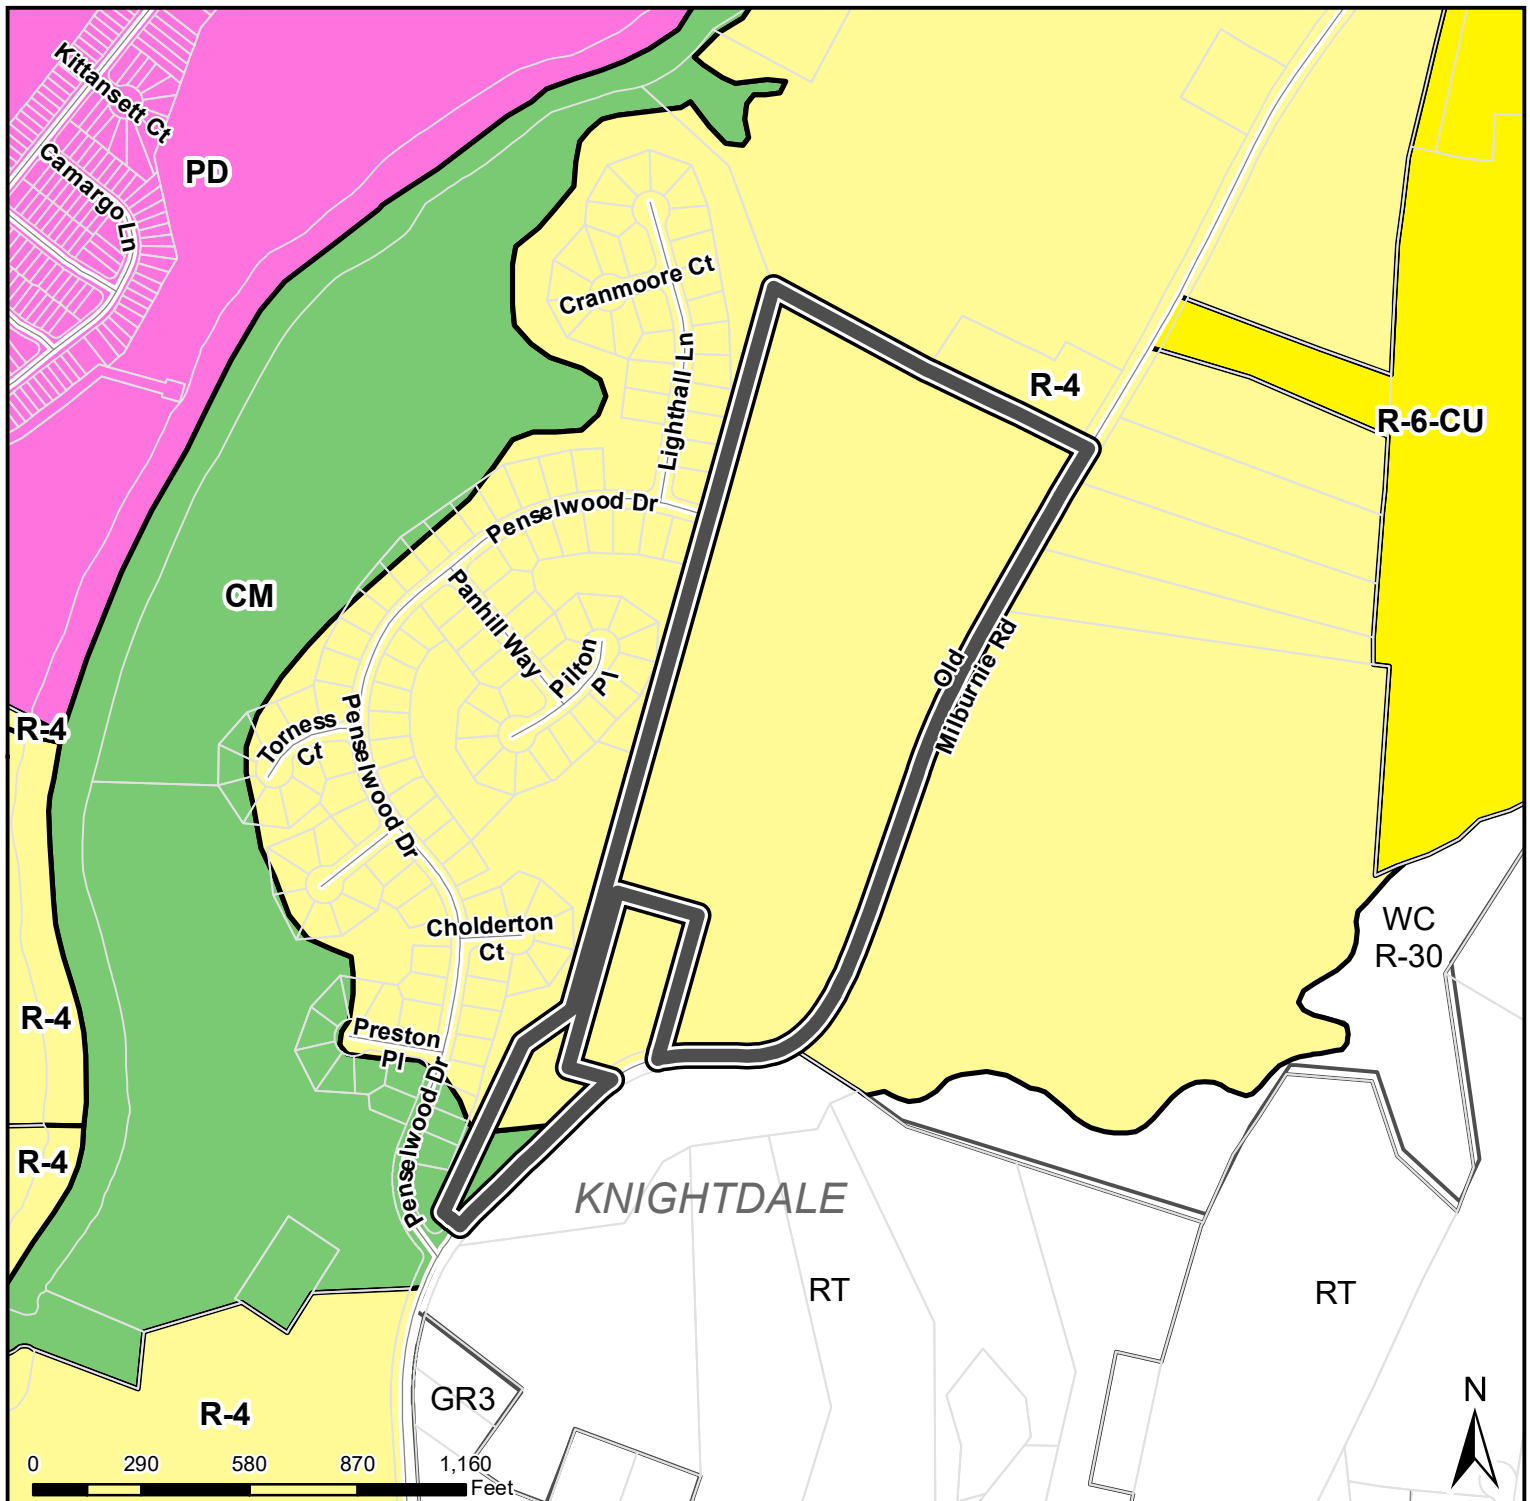 Kittansett Ct
Camargo Ln
PD
Cranmoore Ct
Lighthall Ln
R-4
R-6-CU
Penselwood Dr
CM
Panhill Way
Pilton
Pl
Old
Milburnie Rd
R-4
Torness
Ct
Penselwood Dr
Cholderton
Ct
WC
R-30
R-4
Preston
Pl
Penselwood Dr
R-4
KNIGHTDALE
RT
RT
GR3
R-4
N
0 290 580 870 1,160
Feet